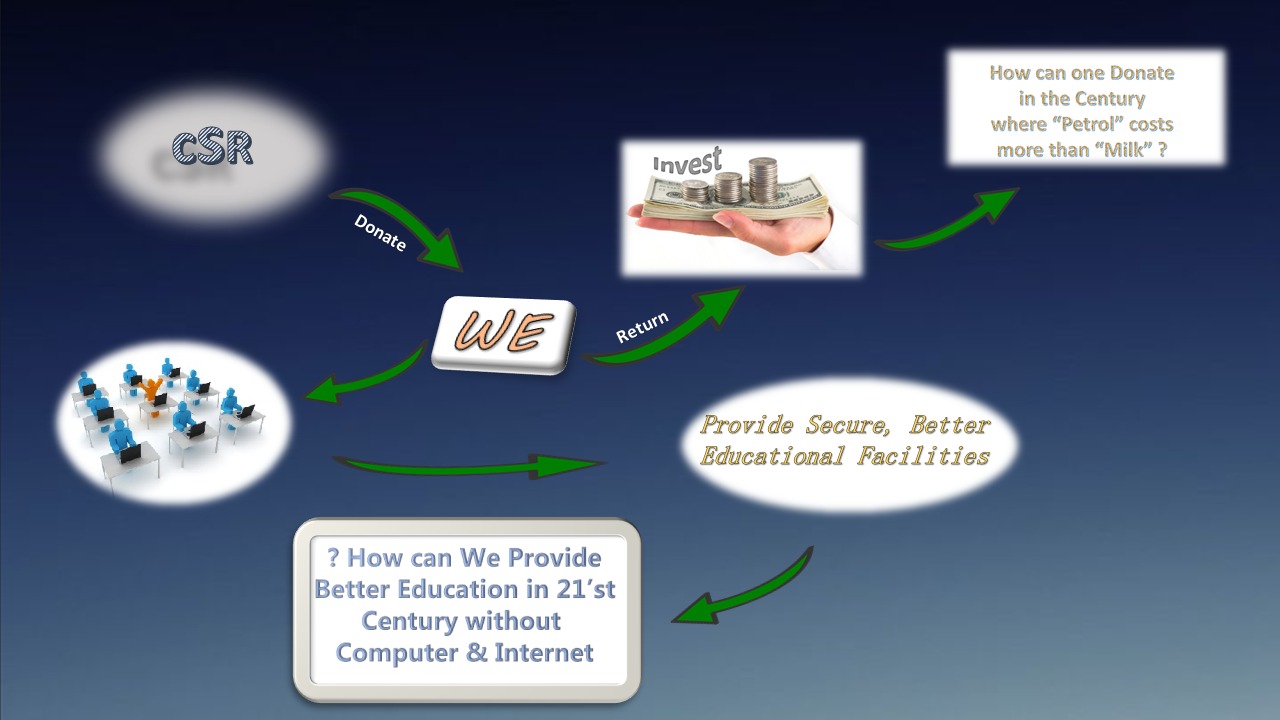 How can one Donate
in the Century
where “Petrol” costs
more than “Milk” ?
cSR
Invest
Donate
WE
Return
Provide Secure, Better
Educational Facilities
? How can We Provide
Better Education in 21’st
Century without
Computer & Internet